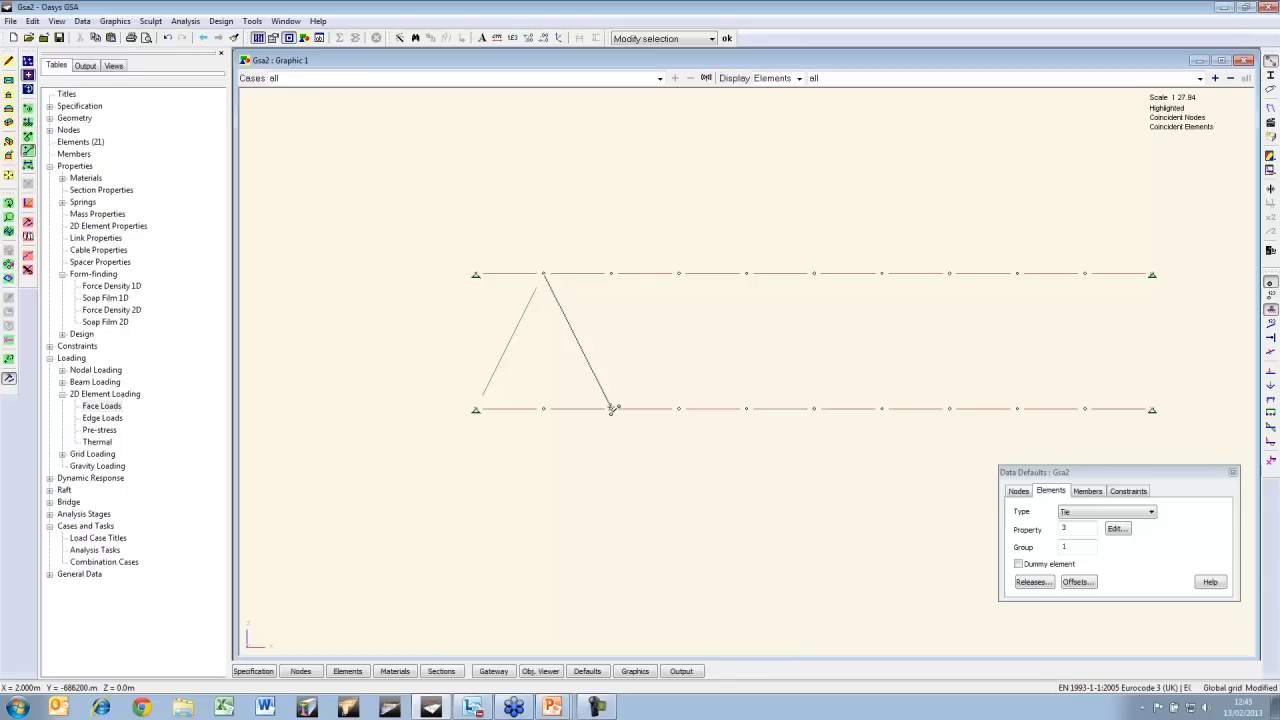 Gsa2 - Oasys GSA
File Edit View Data Graphics Sculpt Analysis Design Tools Window Help
Modify selection ok
Tables Output Views
Gsa2 : Graphic 1
Cases all Display Elements all all
Titles
Specification
Geometry
Nodes
Elements (21)
Members
Properties
Materials
Section Properties
Springs
Mass Properties
2D Element Properties
Link Properties
Cable Properties
Spacer Properties
Form-finding
Force Density 1D
Soap Film 1D
Force Density 2D
Soap Film 2D
Design
Constraints
Loading
Nodal Loading
Beam Loading
2D Element Loading
Face Loads
Edge Loads
Pre-stress
Thermal
Grid Loading
Gravity Loading
Dynamic Response
Raft
Bridge
Analysis Stages
Cases and Tasks
Load Case Titles
Analysis Tasks
Combination Cases
General Data
Scale 1 27.94
Highlighted
Coincident Nodes
Coincident Elements
Data Defaults : Gsa2
Nodes Elements Members Constraints
Type Tie
Property 3 Edit...
Group 1
Dummy element
Releases... Offsets... Help
z
x
Specification Nodes Elements Materials Sections Gateway Obj. Viewer Defaults Graphics Output
X = 2.000m Y = -686200.m Z = 0.0m
EN 1993-1-1:2005 Eurocode 3 (UK) | E( Global grid Modified
12:45
13/02/2013